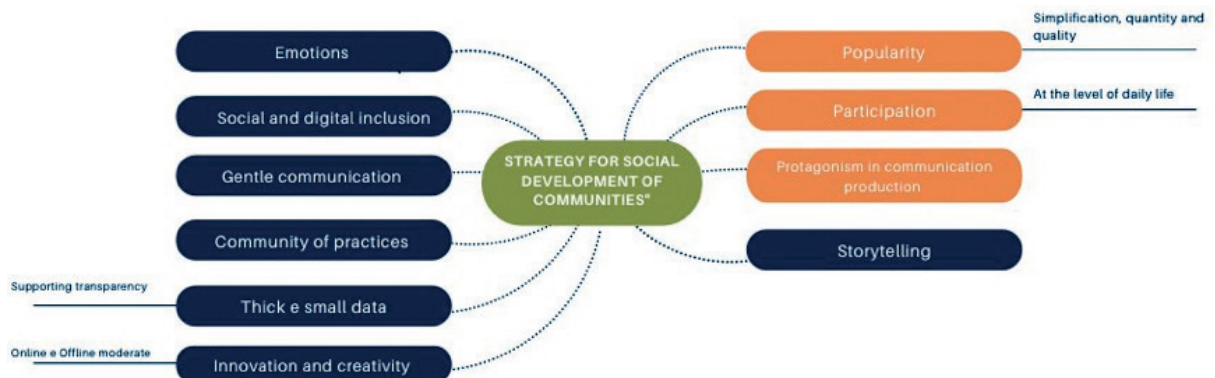 Emotions
Social and digital inclusion
Gentle communication
Community of practices
Supporting transparency
Thick e small data
Online e Offline moderate
Innovation and creativity
STRATEGY FOR SOCIAL
DEVELOPMENT OF
COMMUNITIES"
Simplification, quantity and
quality
Popularity
At the level of daily life
Participation
Protagonism in communication
production
Storytelling